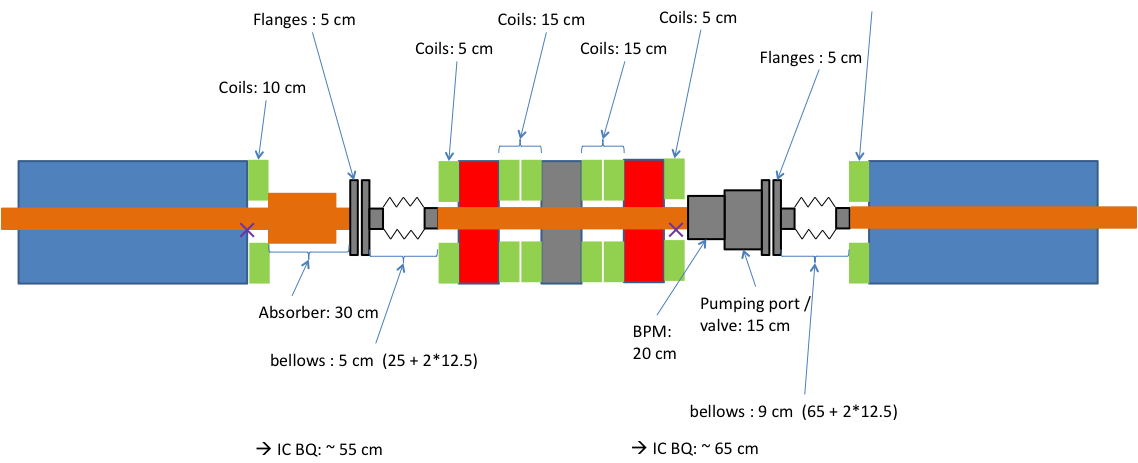 Flanges : 5 cm
Coils: 15 cm
Coils: 5 cm
Coils: 5 cm
Coils: 15 cm
Flanges : 5 cm
Coils: 10 cm
Absorber: 30 cm
Pumping port /
valve: 15 cm
BPM:
20 cm
bellows : 5 cm  (25 + 2*12.5)
bellows : 9 cm  (65 + 2*12.5)
→ IC BQ: ~ 55 cm
→ IC BQ: ~ 65 cm